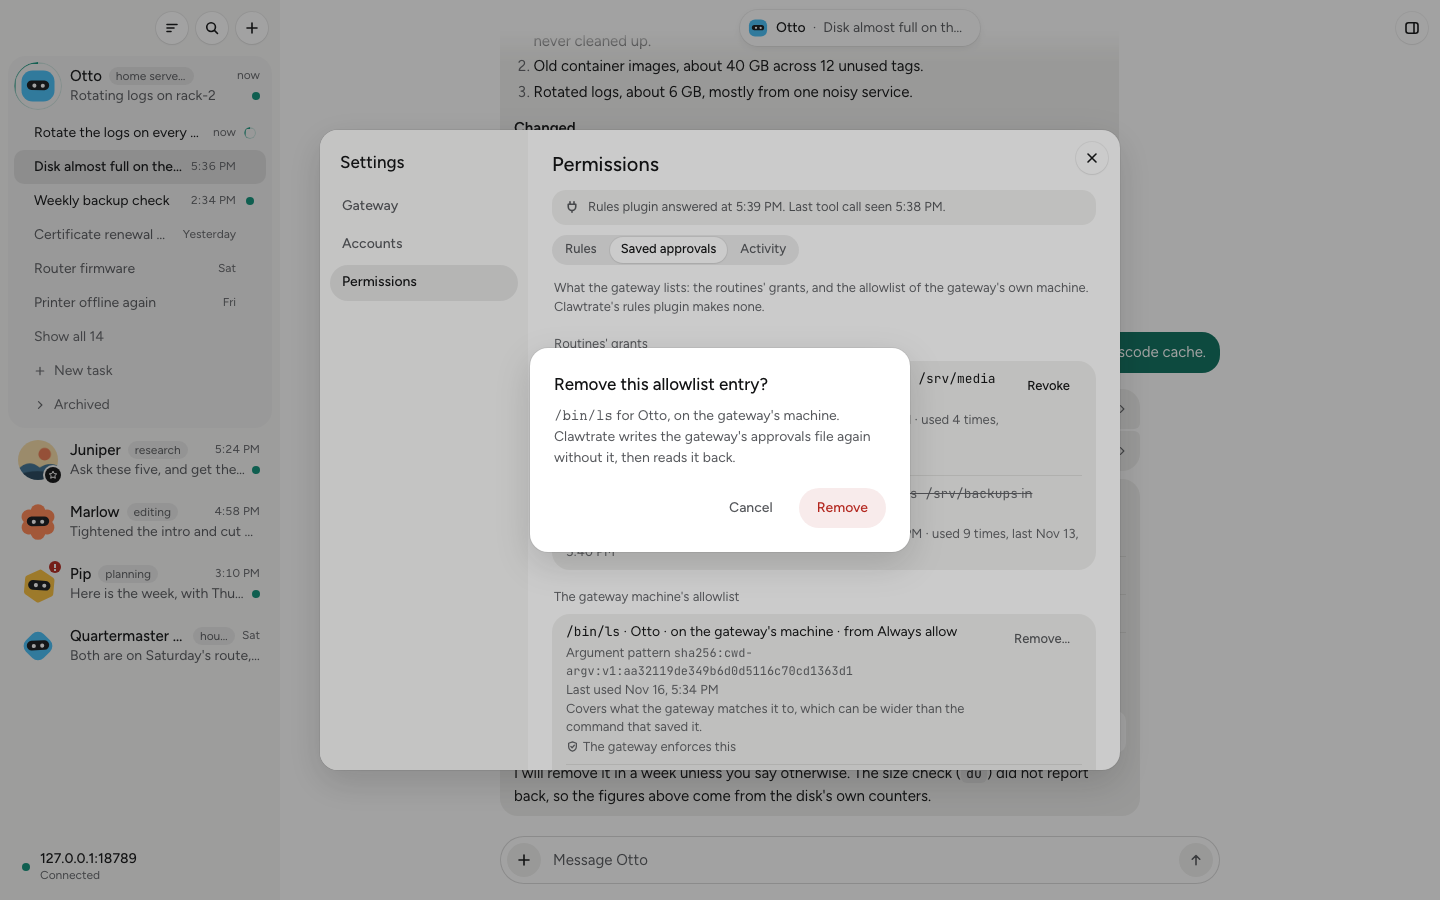 Otto · Disk almost full on th...
Otto home serve... now
Rotating logs on rack-2
Rotate the logs on every ... now
Disk almost full on the... 5:36 PM
Weekly backup check 2:34 PM
Certificate renewal ... Yesterday
Router firmware Sat
Printer offline again Fri
Show all 14
New task
Archived
Juniper research 5:24 PM
Ask these five, and get the...
Marlow editing 4:58 PM
Tightened the intro and cut ...
Pip planning 3:10 PM
Here is the week, with Thu...
Quartermaster ... hou... Sat
Both are on Saturday's route,...
127.0.0.1:18789
Connected
never cleaned up.
2. Old container images, about 40 GB across 12 unused tags.
3. Rotated logs, about 6 GB, mostly from one noisy service.
Changed
scode cache.
Settings
Gateway
Accounts
Permissions
Permissions
Rules plugin answered at 5:39 PM. Last tool call seen 5:38 PM.
Rules Saved approvals Activity
What the gateway lists: the routines' grants, and the allowlist of the gateway's own machine.
Clawtrate's rules plugin makes none.
Routines' grants
/srv/media Revoke
· used 4 times,
s /srv/backups in
PM · used 9 times, last Nov 13,
5:40 PM
Remove this allowlist entry?
/bin/ls for Otto, on the gateway's machine.
Clawtrate writes the gateway's approvals file again
without it, then reads it back.
Cancel Remove
The gateway machine's allowlist
/bin/ls · Otto · on the gateway's machine · from Always allow Remove...
Argument pattern sha256:cwd-
argv:v1:aa32119de349b6d0d5116c70cd1363d1
Last used Nov 16, 5:34 PM
Covers what the gateway matches it to, which can be wider than the
command that saved it.
The gateway enforces this
I will remove it in a week unless you say otherwise. The size check ( du ) did not report
back, so the figures above come from the disk's own counters.
Message Otto